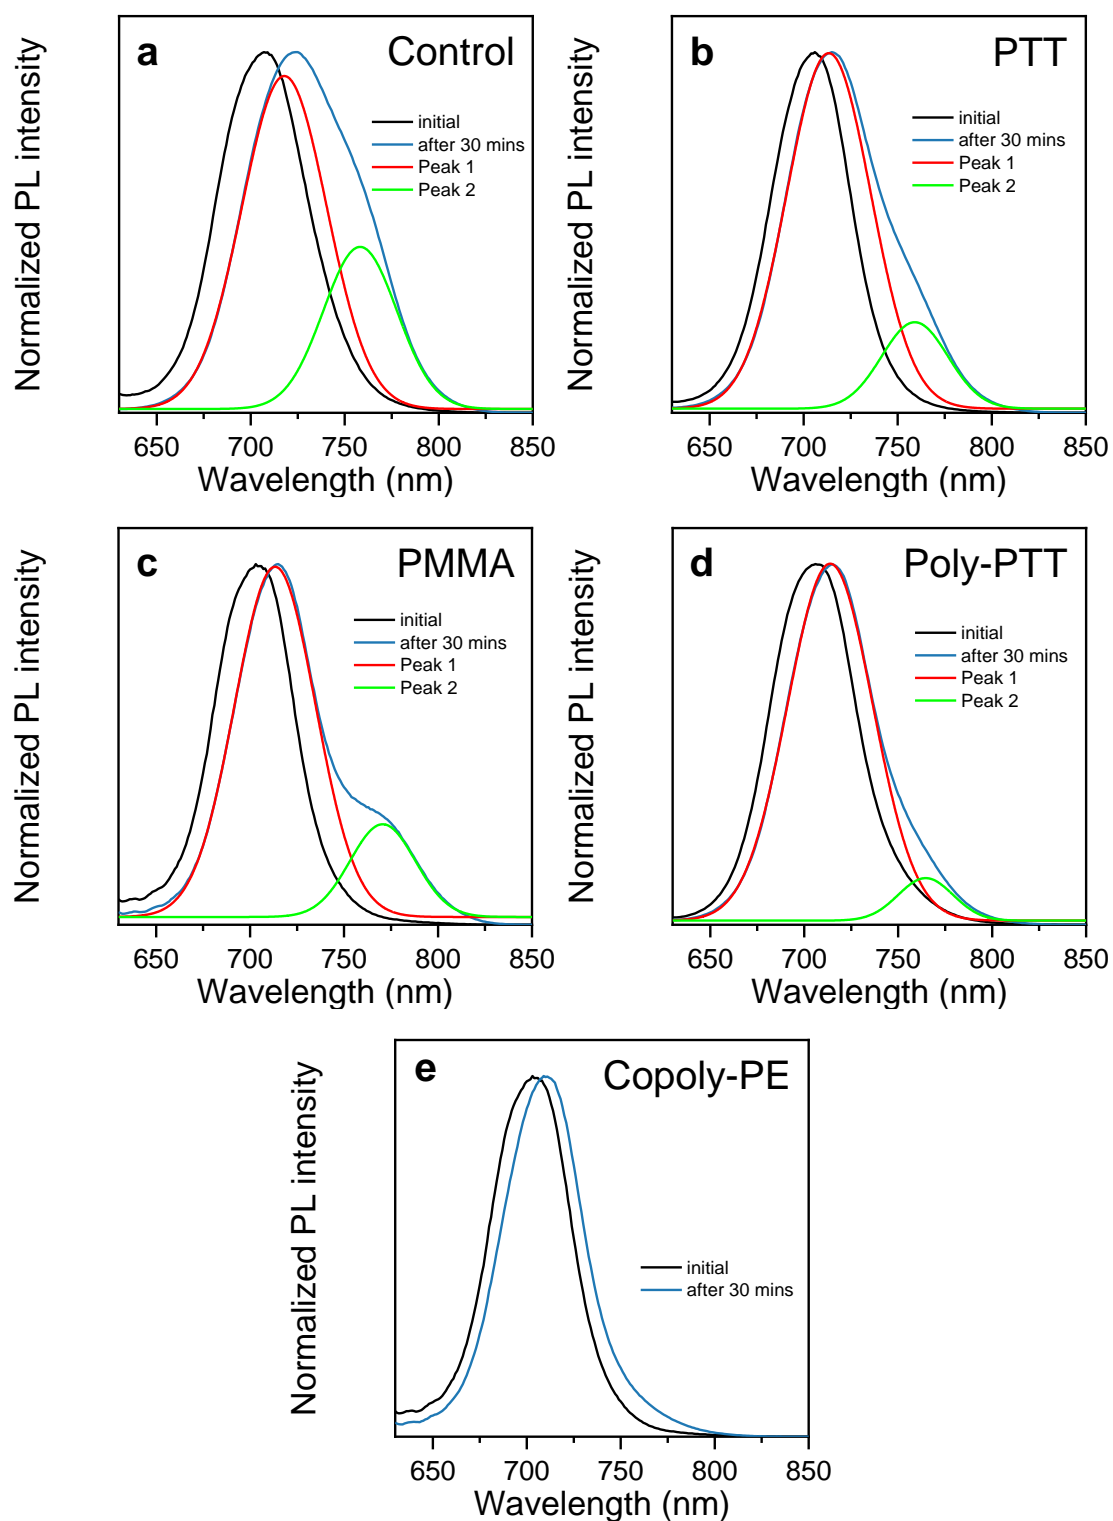 a
Control
Normalized PL intensity
initial
after 30 mins
Peak 1
Peak 2
650 700 750 800 850
Wavelength (nm)
b
PTT
Normalized PL intensity
initial
after 30 mins
Peak 1
Peak 2
650 700 750 800 850
Wavelength (nm)
c
PMMA
Normalized PL intensity
initial
after 30 mins
Peak 1
Peak 2
650 700 750 800 850
Wavelength (nm)
d
Poly-PTT
Normalized PL intensity
initial
after 30 mins
Peak 1
Peak 2
650 700 750 800 850
Wavelength (nm)
e
Copoly-PE
Normalized PL intensity
initial
after 30 mins
650 700 750 800 850
Wavelength (nm)